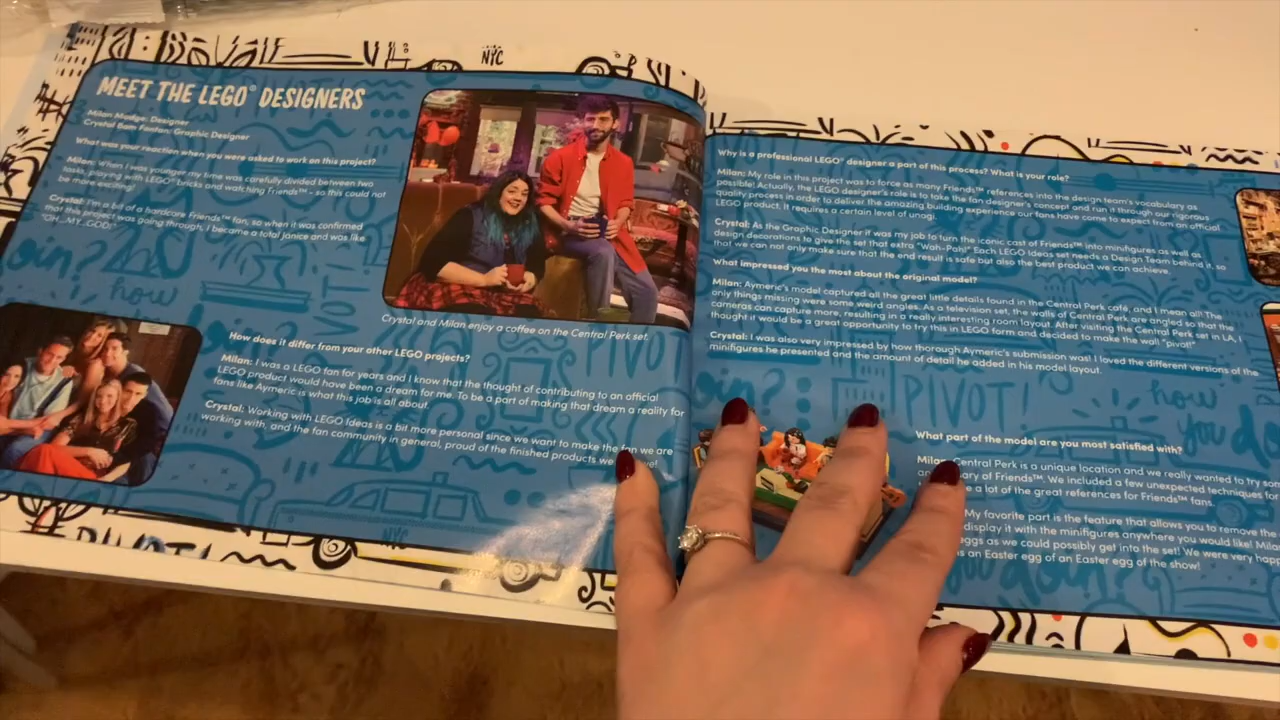 MEET THE LEGO® DESIGNERS
Milan Madge: Designer
Crystal Bam Fontan: Graphic Designer
What was your reaction when you were asked to work on this project?
Milan: When I was younger my time was carefully divided between two
tasks, playing with LEGO® bricks and watching Friends™ – so this could not
be more exciting!
Crystal: I'm a bit of a hardcore Friends™ fan, so when it was confirmed
that this project was going through, I became a total Janice and was like
"OH...MY...GOD!"
Crystal and Milan enjoy a coffee on the Central Perk set.
How does it differ from your other LEGO projects?
Milan: I was a LEGO fan for years and I know that the thought of contributing to an official
LEGO product would have been a dream for me. To be a part of making that dream a reality for
fans like Aymeric is what this job is all about.
Crystal: Working with LEGO Ideas is a bit more personal since we want to make the fan we are
working with, and the fan community in general, proud of the finished products we
Why is a professional LEGO® designer a part of this process? What is your role?
Milan: My role in this project was to force as many Friends™ references into the design team's vocabulary as
possible! Actually, the LEGO designer's role is to take the fan designer's concept and run it through our rigorous
quality process in order to deliver the amazing building experience our fans have come to expect from an official
LEGO product. It requires a certain level of unagi.
Crystal: As the Graphic Designer it was my job to turn the iconic cast of Friends™ into minifigures as well as
design decorations to give the set that extra "Wah-Pah!" Each LEGO Ideas set needs a Design Team behind it, so
that we can not only make sure that the end result is safe but also the best product we can achieve.
What impressed you the most about the original model?
Milan: Aymeric's model captured all the great little details found in the Central Perk café, and I mean all! The
only things missing were some weird angles. As a television set, the walls of Central Perk are angled so that the
cameras can capture more, resulting in a really interesting room layout. After visiting the Central Perk set in LA, I
thought it would be a great opportunity to try this in LEGO form and decided to make the wall "pivot!"
Crystal: I was also very impressed by how thorough Aymeric's submission was! I loved the different versions of the
minifigures he presented and the amount of detail he added in his model layout.
What part of the model are you most satisfied with?
Milan: Central Perk is a unique location and we really wanted to try som
ary of Friends™. We included a few unexpected techniques for
a lot of the great references for Friends™ fans.
My favorite part is the feature that allows you to remove the
display it with the minifigures anywhere you would like! Mila
ggs as we could possibly get into the set! We were very happ
is an Easter egg of the show!
NYC
how
PIVOT!
PIVOT
PIVOT!
how
you do
NYC
PIVOT!
you doin?